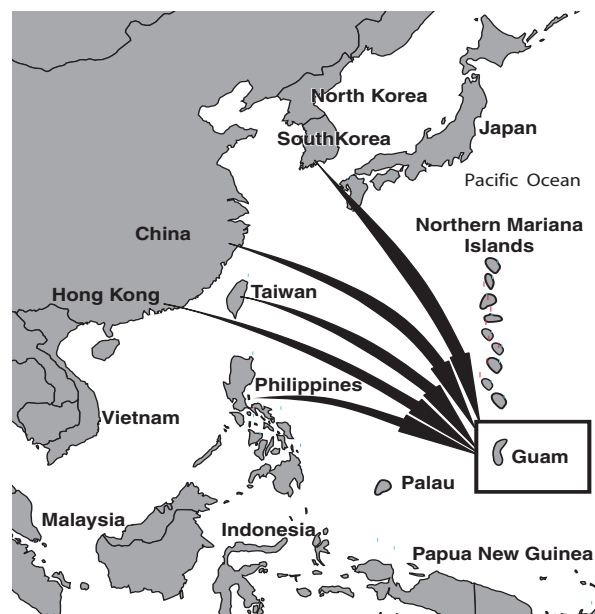 North Korea
SouthKorea
Japan
Pacific Ocean
Northern Mariana
Islands
China
Hong Kong
Taiwan
Philippines
Vietnam
Guam
Palau
Malaysia
Indonesia
Papua New Guinea